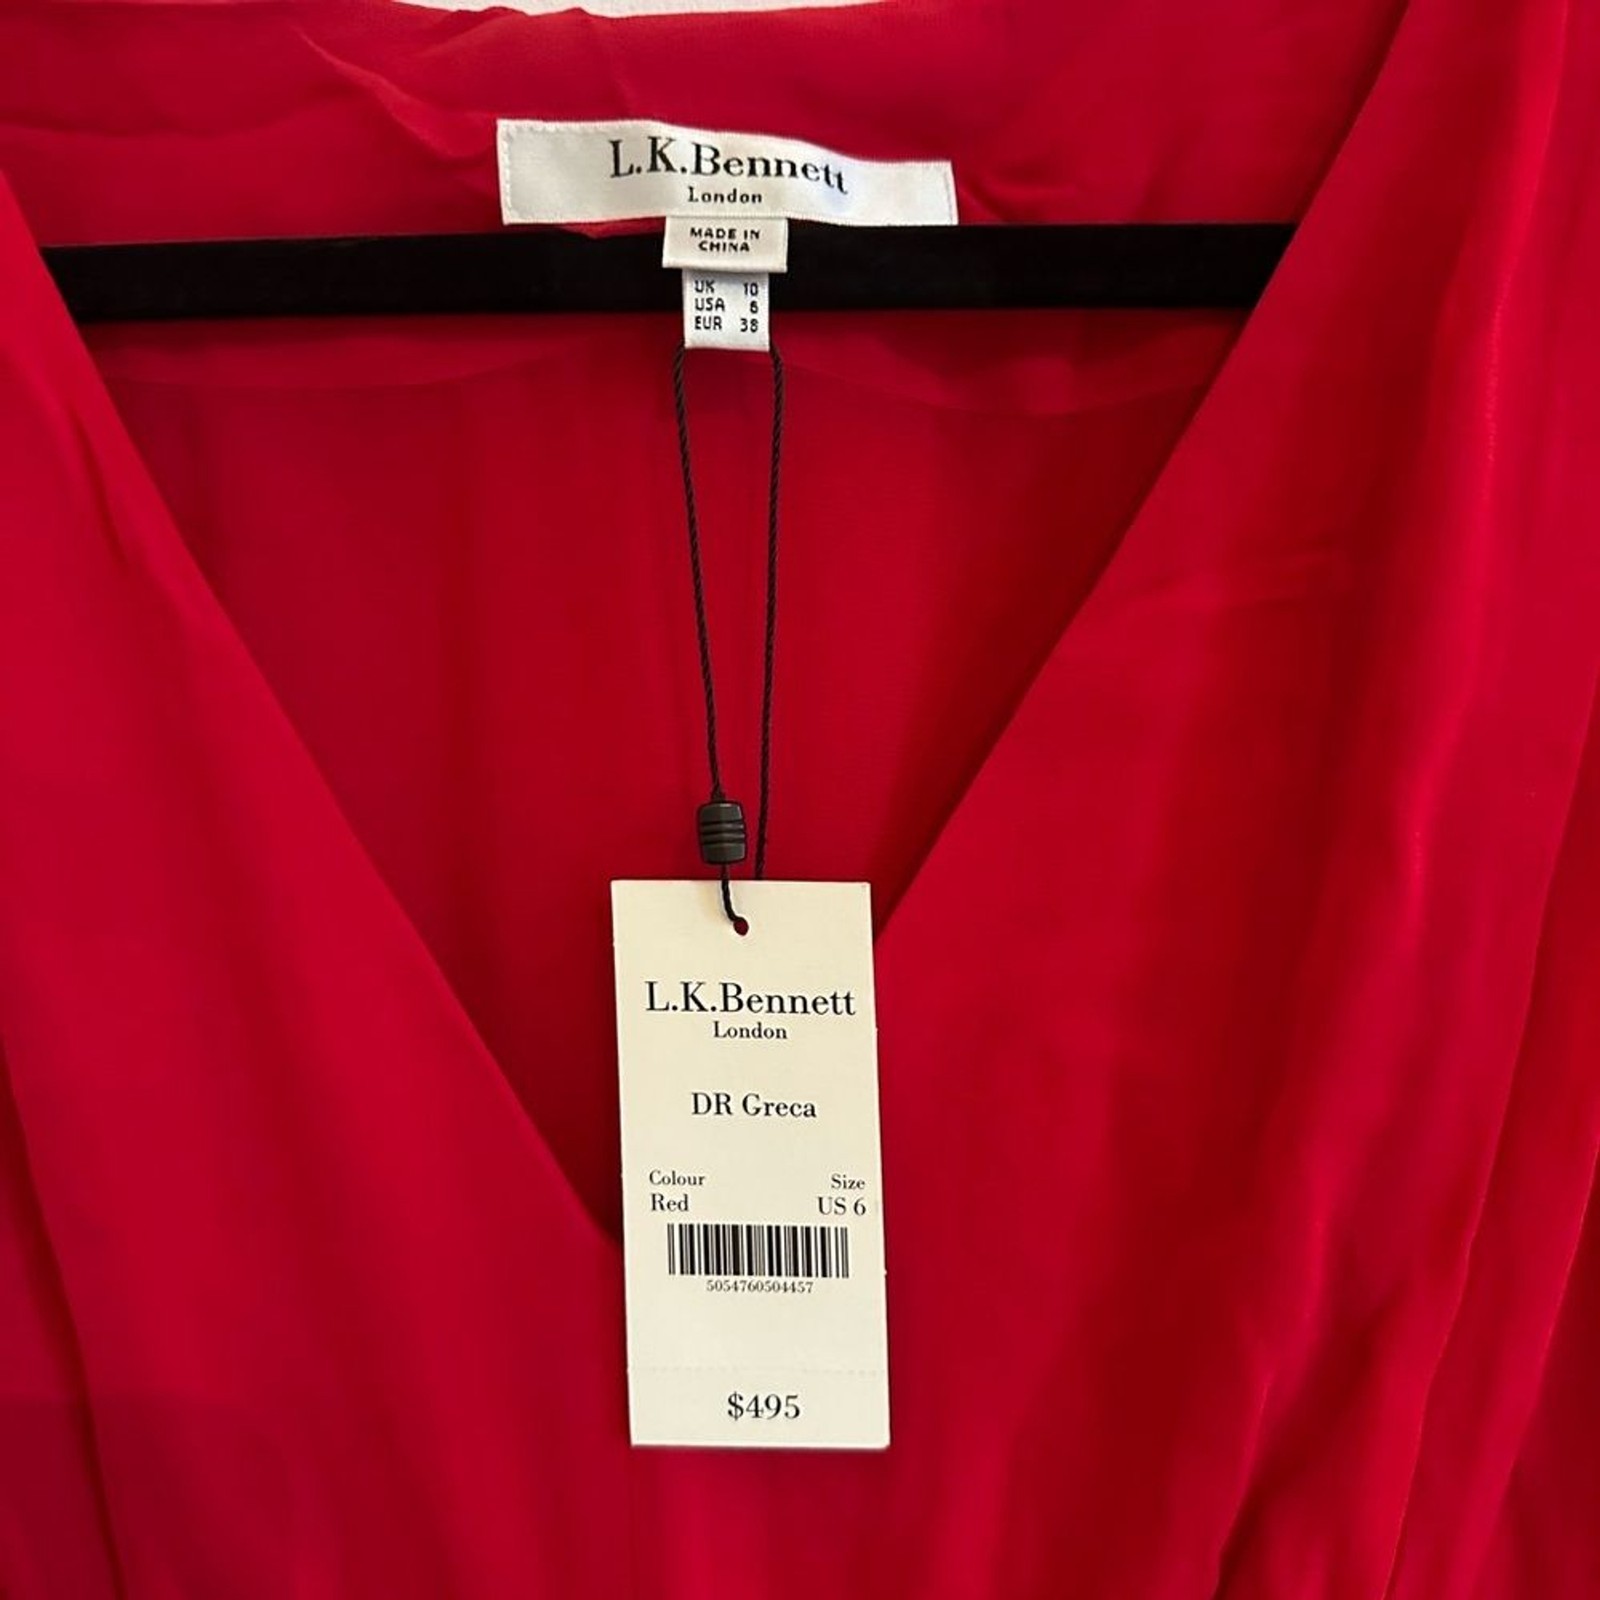 L.K.Bennett
London
MADE IN
CHINA
UK 10
USA 6
EUR 38
L.K.Bennett
London
DR Greca
Colour Size
Red US 6
5054760504457
$495